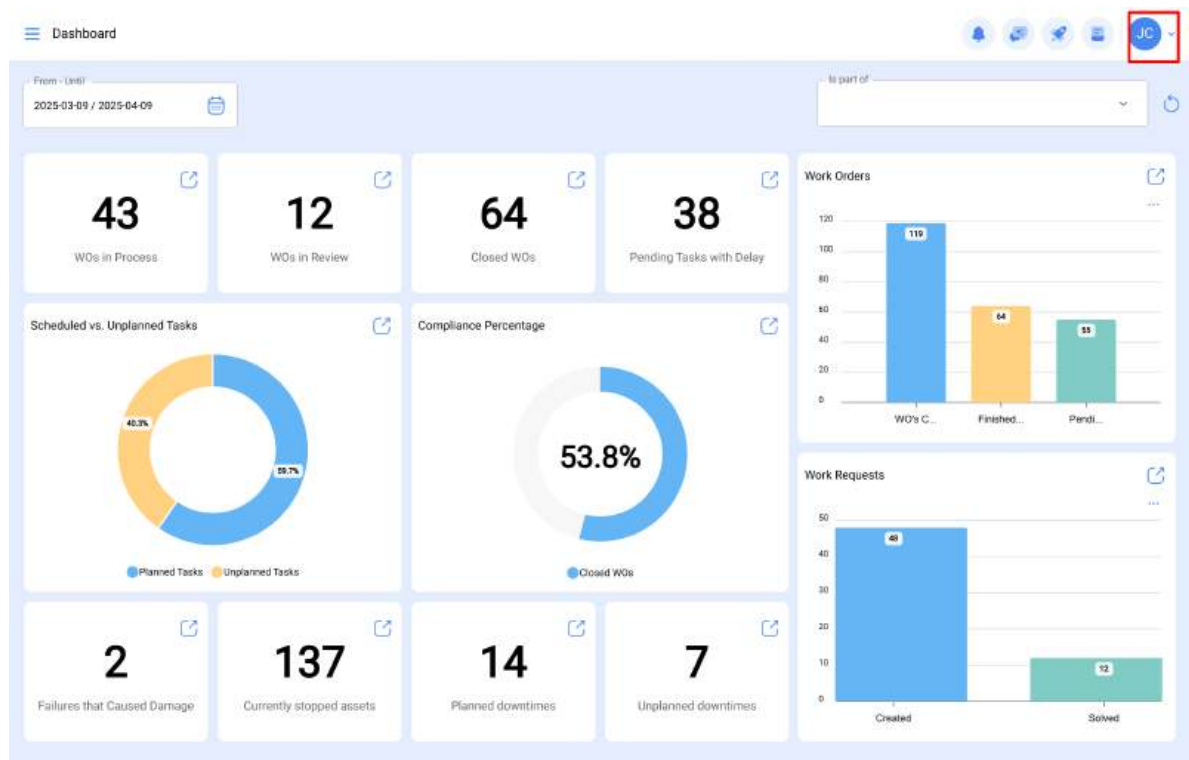 Dashboard
JC
From - Until
2025-03-09 / 2025-04-09
Is part of
43
WOs in Process
12
WOs in Review
64
Closed WOs
38
Pending Tasks with Delay
Work Orders
...
120
100
80
60
40
20
0
119
64
55
WO's C...
Finished...
Pendi...
Scheduled vs. Unplanned Tasks
40.3%
59.7%
Planned Tasks Unplanned Tasks
Compliance Percentage
53.8%
Closed WOs
Work Requests
...
50
40
30
20
10
0
48
12
Created
Solved
2
Failures that Caused Damage
137
Currently stopped assets
14
Planned downtimes
7
Unplanned downtimes